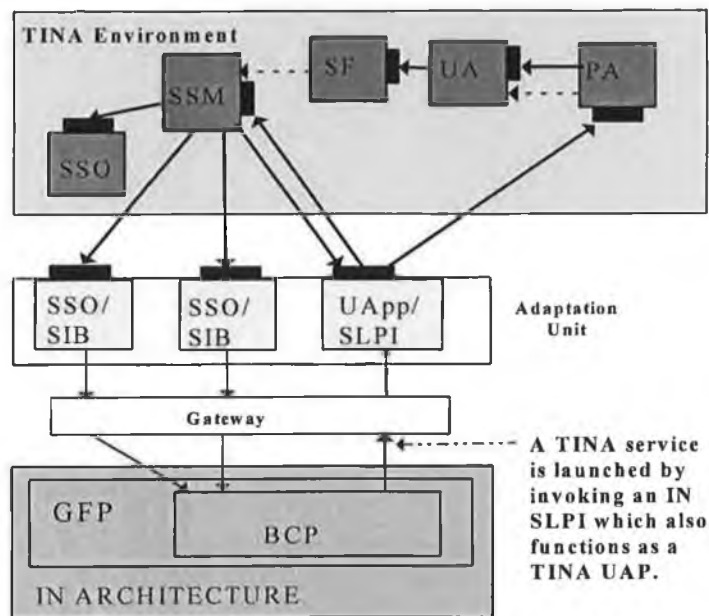 TINA Environment
SSM
SF
UA
PA
SSO
SSO/
SIB
SSO/
SIB
UApp/
SLPI
Adaptation
Unit
Gateway
A TINA service
is launched by
invoking an IN
SLPI which also
functions as a
TINA UAP.
GFP
BCP
IN ARCHITECTURE